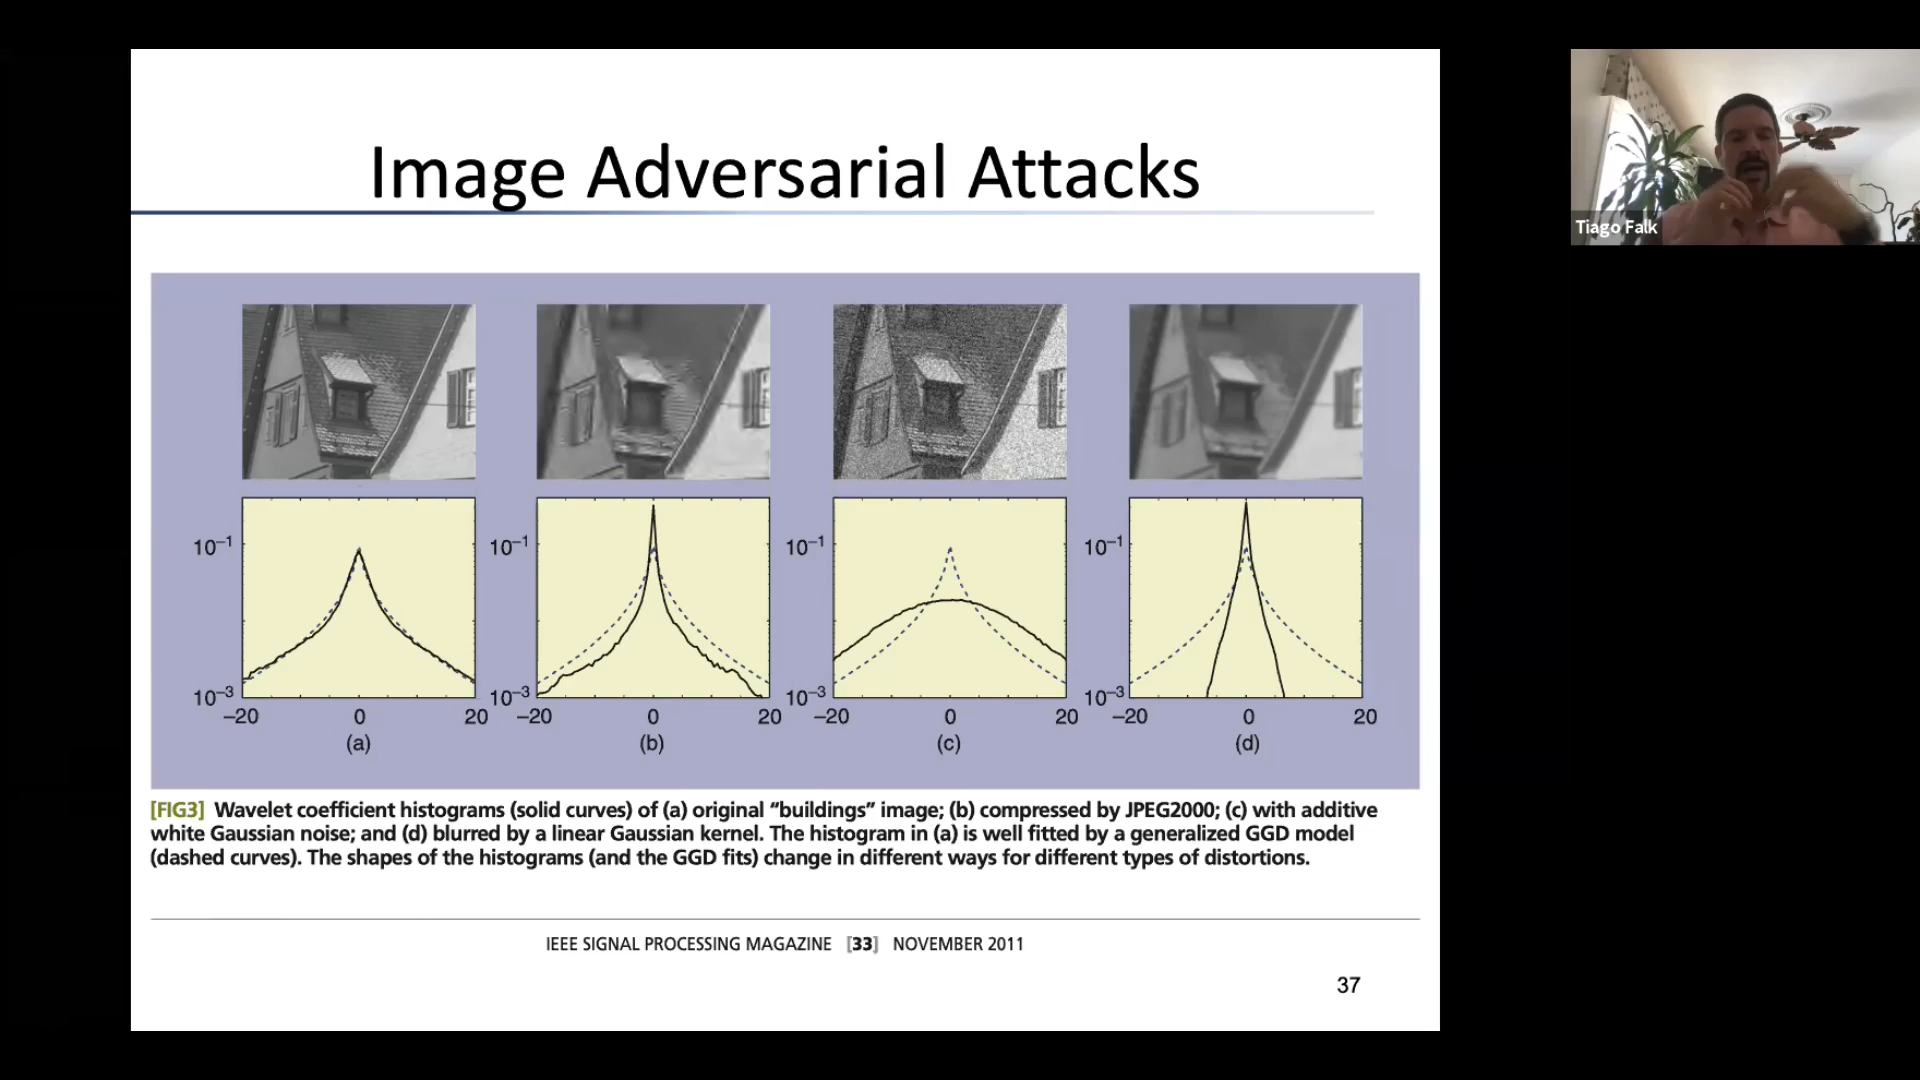 Image Adversarial Attacks
Tiago Falk
10–1 10–1 10–1 10–1
10–3 10–3 10–3 10–3
–20 0 20 –20 0 20 –20 0 20 –20 0 20
(a) (b) (c) (d)
[FIG3] Wavelet coefficient histograms (solid curves) of (a) original “buildings” image; (b) compressed by JPEG2000; (c) with additive
white Gaussian noise; and (d) blurred by a linear Gaussian kernel. The histogram in (a) is well fitted by a generalized GGD model
(dashed curves). The shapes of the histograms (and the GGD fits) change in different ways for different types of distortions.
IEEE SIGNAL PROCESSING MAGAZINE [33] NOVEMBER 2011
37